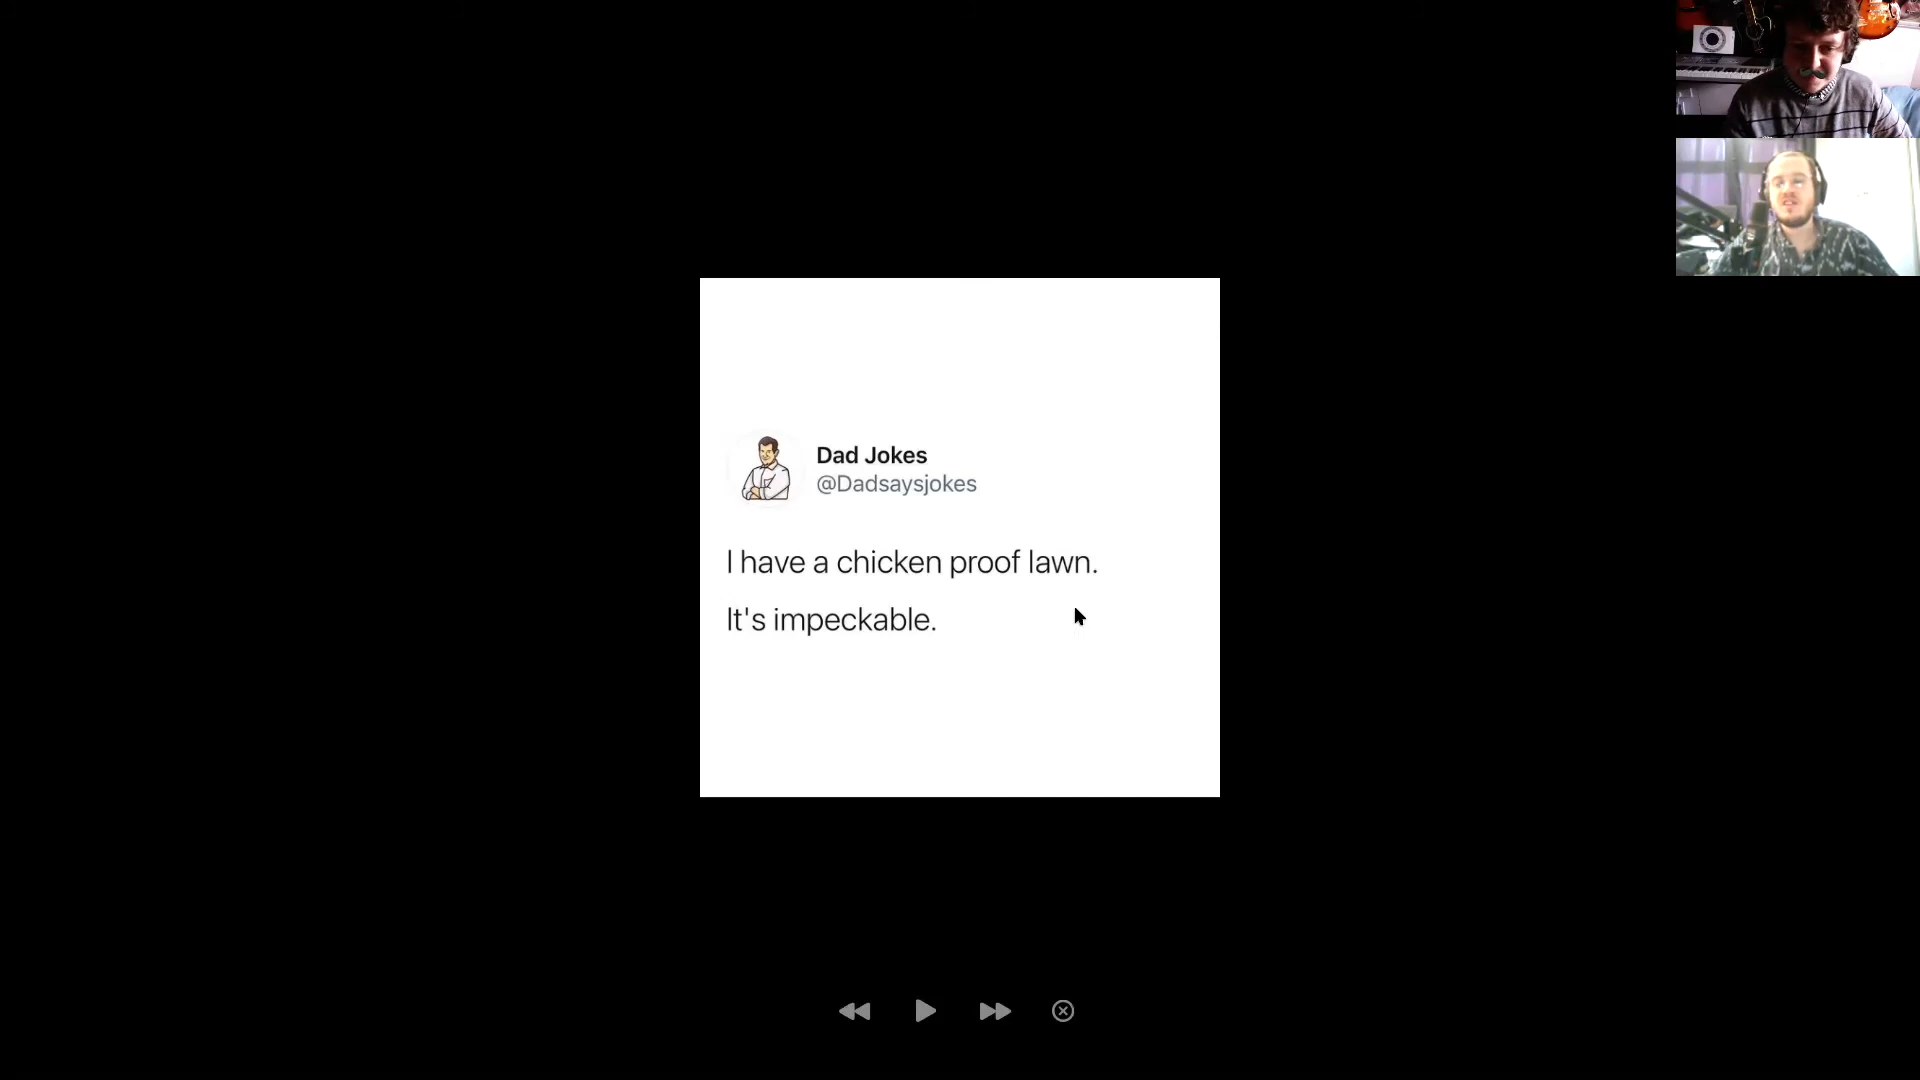 Dad Jokes
@Dadsaysjokes
I have a chicken proof lawn.
It's impeckable.